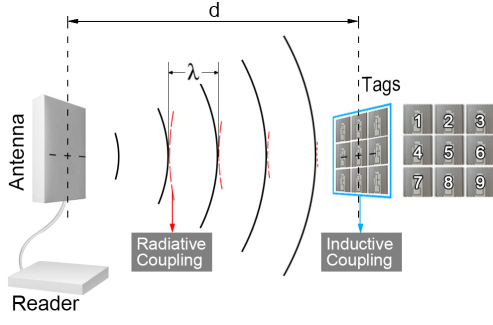 d
λ
Tags
Antenna
1 2 3
4 5 6
7 8 9
Radiative
Coupling
Inductive
Coupling
Reader